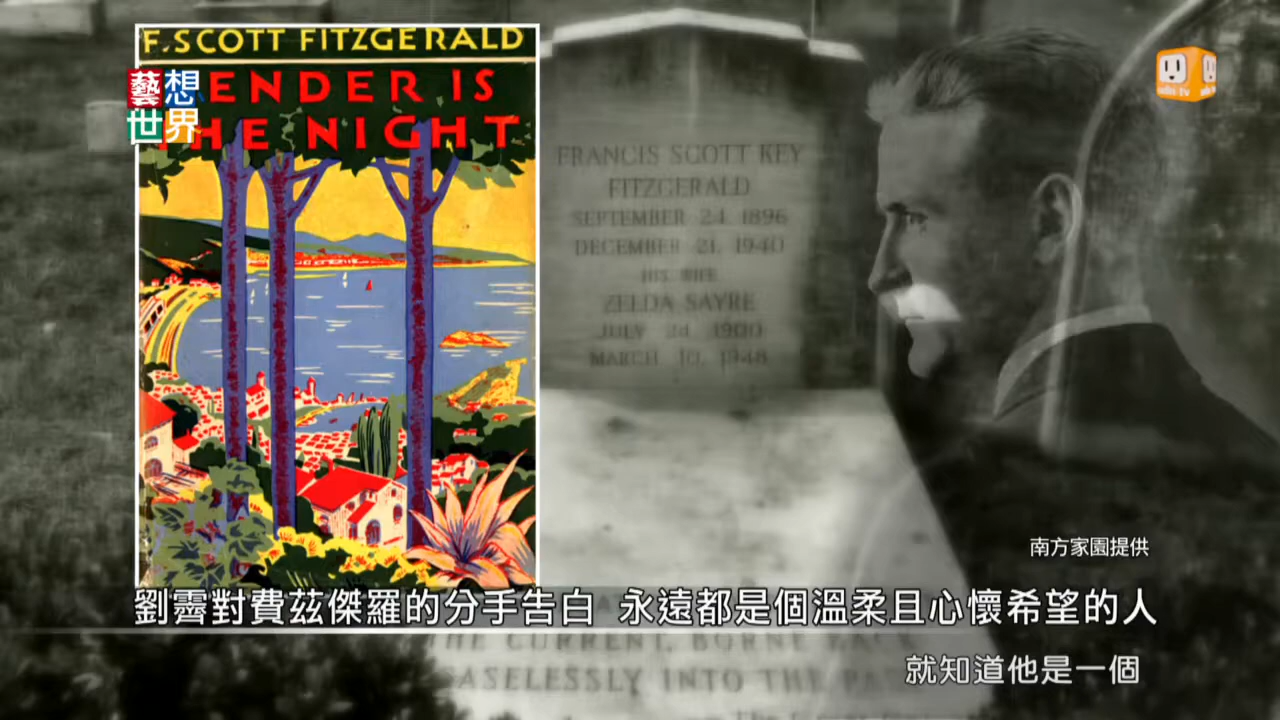 F. SCOTT FITZGERALD
ENDER IS
HE NIGHT
藝想
世界
FRANCIS SCOTT KEY
FITZGERALD
SEPTEMBER 24 1896
DECEMBER 21, 1940
HIS WIFE
ZELDA SAYRE
JULY 24, 1900
MARCH 10, 1948
udn tv
南方家園提供
劉霽對費茲傑羅的分手告白 永遠都是個溫柔且心懷希望的人
THE CURRENT, BORNE BACK
CEASELESSLY INTO THE PA
就知道他是一個